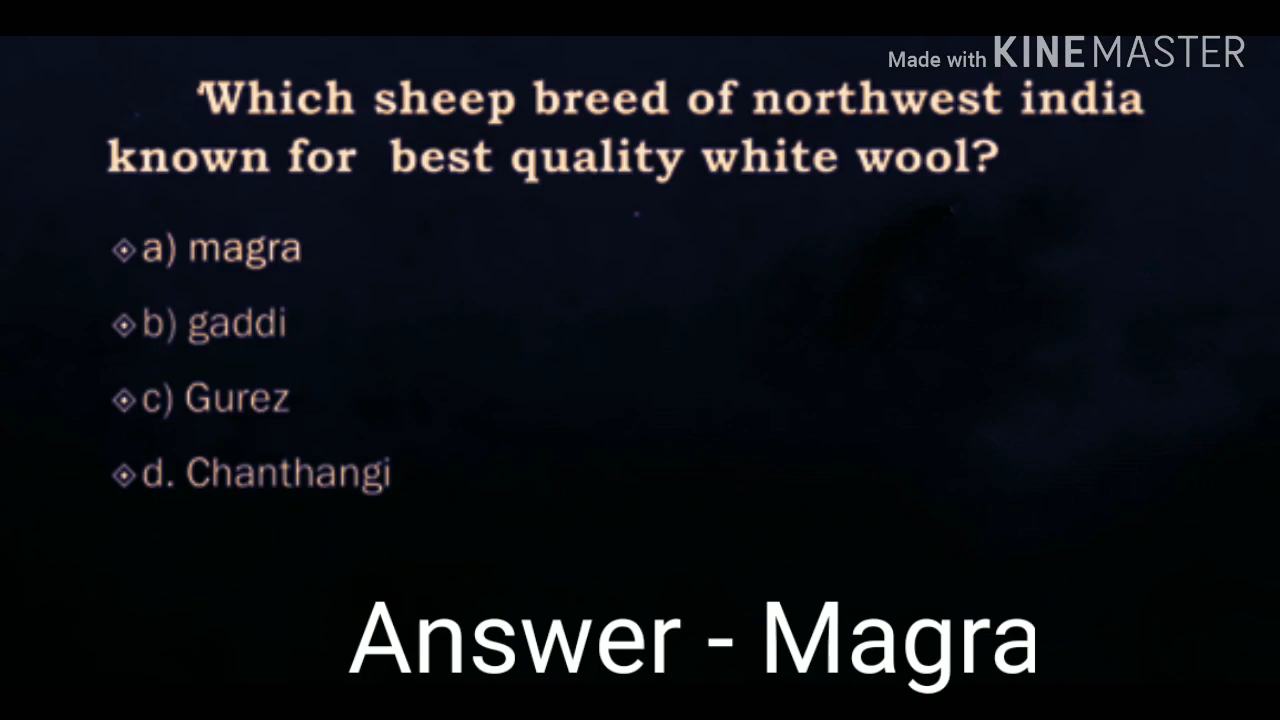 Made with KINEMASTER
Which sheep breed of northwest india
known for best quality white wool?
a) magra
b) gaddi
c) Gurez
d. Chanthangi
Answer - Magra